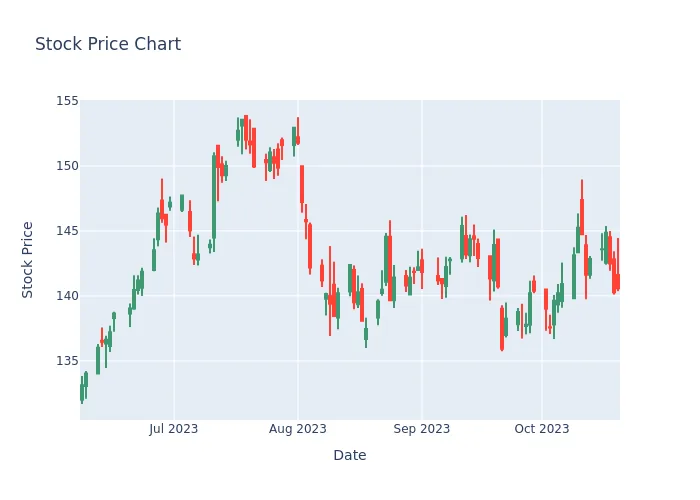 Stock Price Chart
155
150
145
140
135
Stock Price
Jul 2023
Aug 2023
Sep 2023
Oct 2023
Date